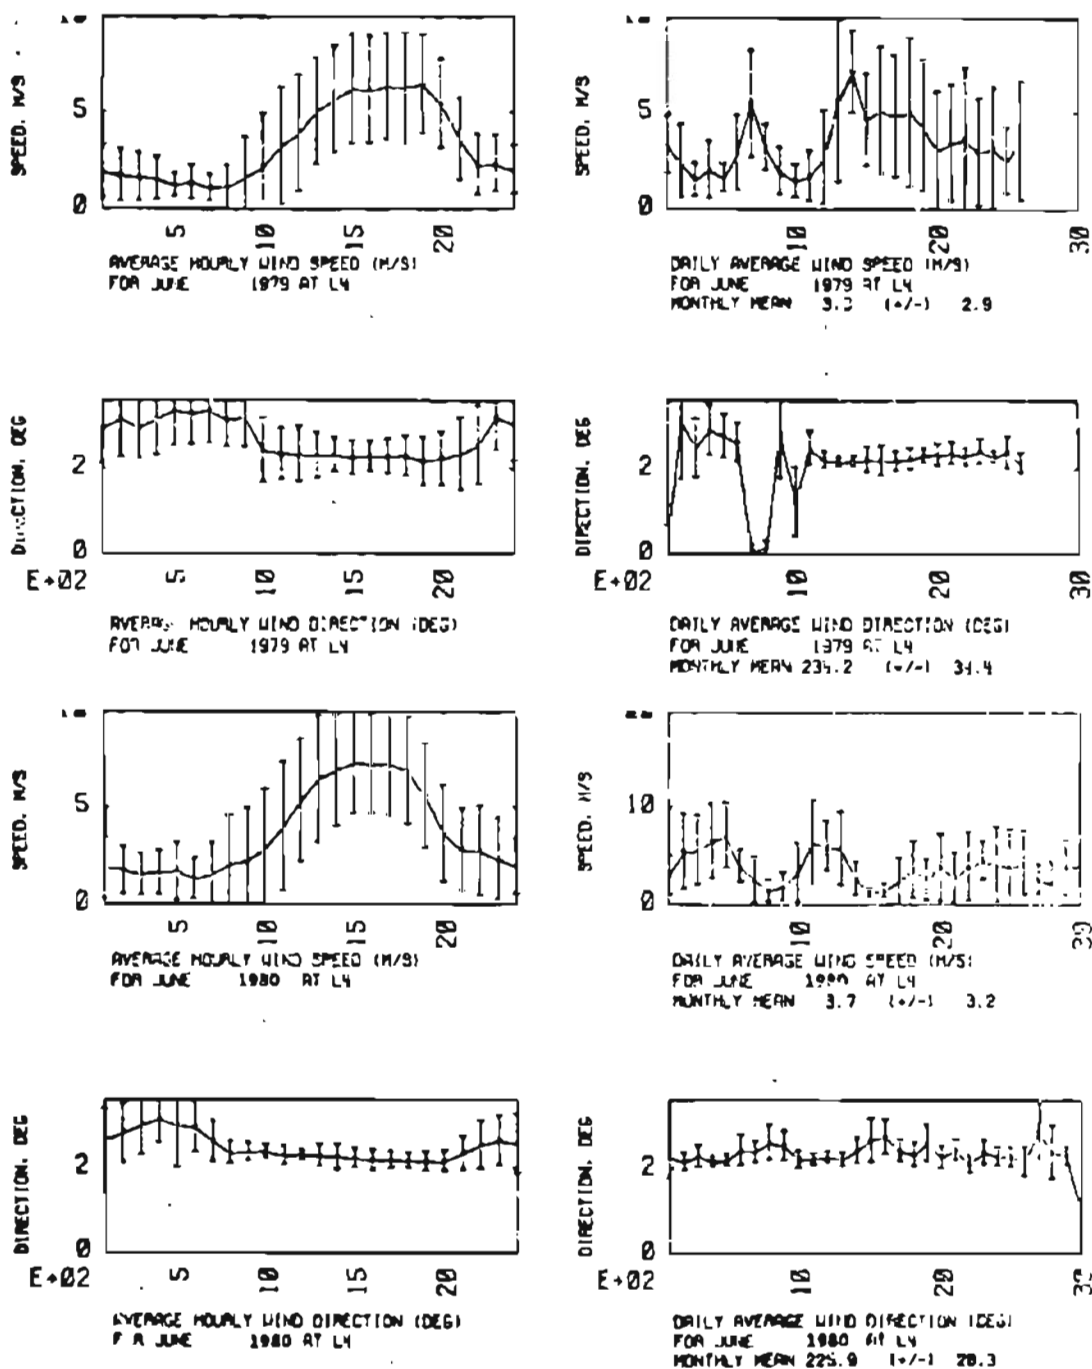 10
SPEED, M/S
5
0
5 10 15 20
AVERAGE HOURLY WIND SPEED (M/S)
FOR JUNE 1979 AT L4
10
SPEED, M/S
5
0
10 20 30
DAILY AVERAGE WIND SPEED (M/S)
FOR JUNE 1979 AT L4
MONTHLY MEAN (+/-) 2.9
DIRECTION, DEG
2
0
E+02
5 10 15 20
AVERAGE HOURLY WIND DIRECTION (DEG)
FOR JUNE 1979 AT L4
DIRECTION, DEG
2
0
E+02
10 20 30
DAILY AVERAGE WIND DIRECTION (DEG)
FOR JUNE 1979 AT L4
MONTHLY MEAN (+/-)
10
SPEED, M/S
5
0
5 10 15 20
AVERAGE HOURLY WIND SPEED (M/S)
FOR JUNE 1980 AT L4
20
SPEED, M/S
10
0
10 20 30
DAILY AVERAGE WIND SPEED (M/S)
FOR JUNE 1980 AT L4
MONTHLY MEAN 3.7 (+/-) 3.2
DIRECTION, DEG
2
0
E+02
5 10 15 20
AVERAGE HOURLY WIND DIRECTION (DEG)
F R JUNE 1980 AT L4
DIRECTION, DEG
2
0
E+02
10 20 30
DAILY AVERAGE WIND DIRECTION (DEG)
FOR JUNE 1980 AT L4
MONTHLY MEAN 225.9 (+/-) 28.3